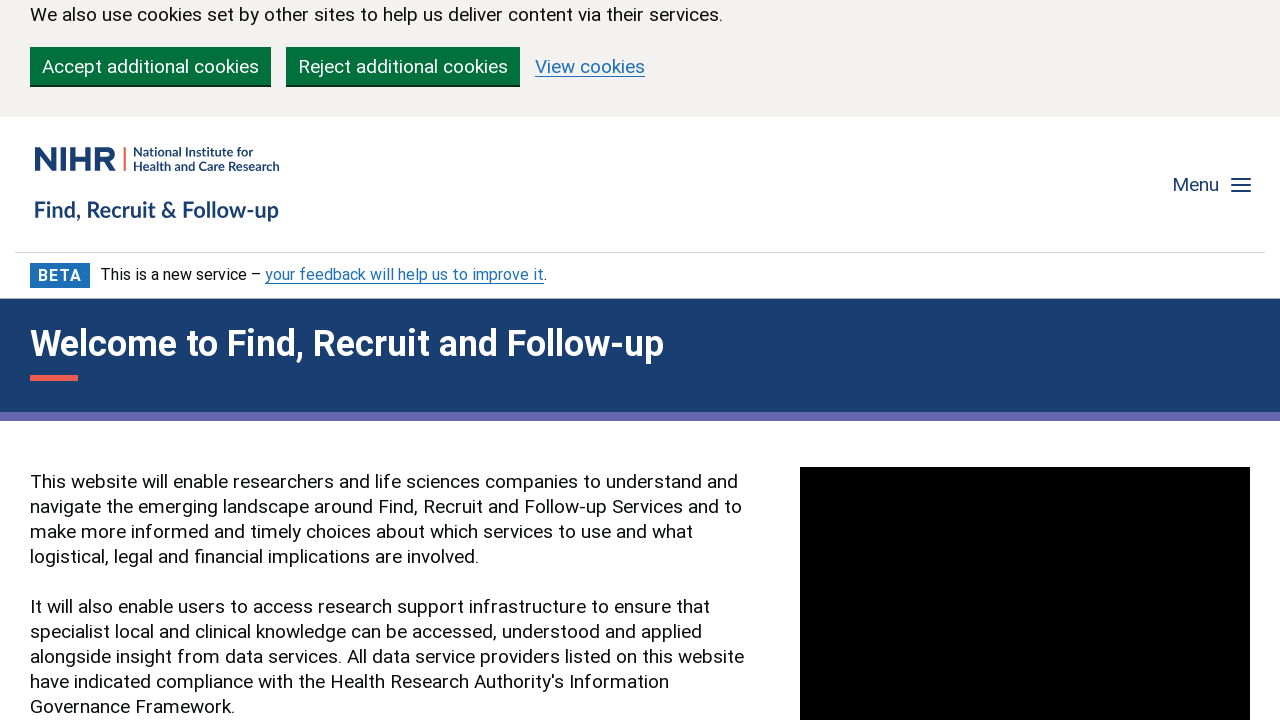 We also use cookies set by other sites to help us deliver content via their services.
Accept additional cookies
Reject additional cookies
View cookies
NIHR | National Institute for
Health and Care Research
Find, Recruit & Follow-up
Menu
BETA
This is a new service – your feedback will help us to improve it.
Welcome to Find, Recruit and Follow-up
This website will enable researchers and life sciences companies to understand and
navigate the emerging landscape around Find, Recruit and Follow-up Services and to
make more informed and timely choices about which services to use and what
logistical, legal and financial implications are involved.
It will also enable users to access research support infrastructure to ensure that
specialist local and clinical knowledge can be accessed, understood and applied
alongside insight from data services. All data service providers listed on this website
have indicated compliance with the Health Research Authority's Information
Governance Framework.